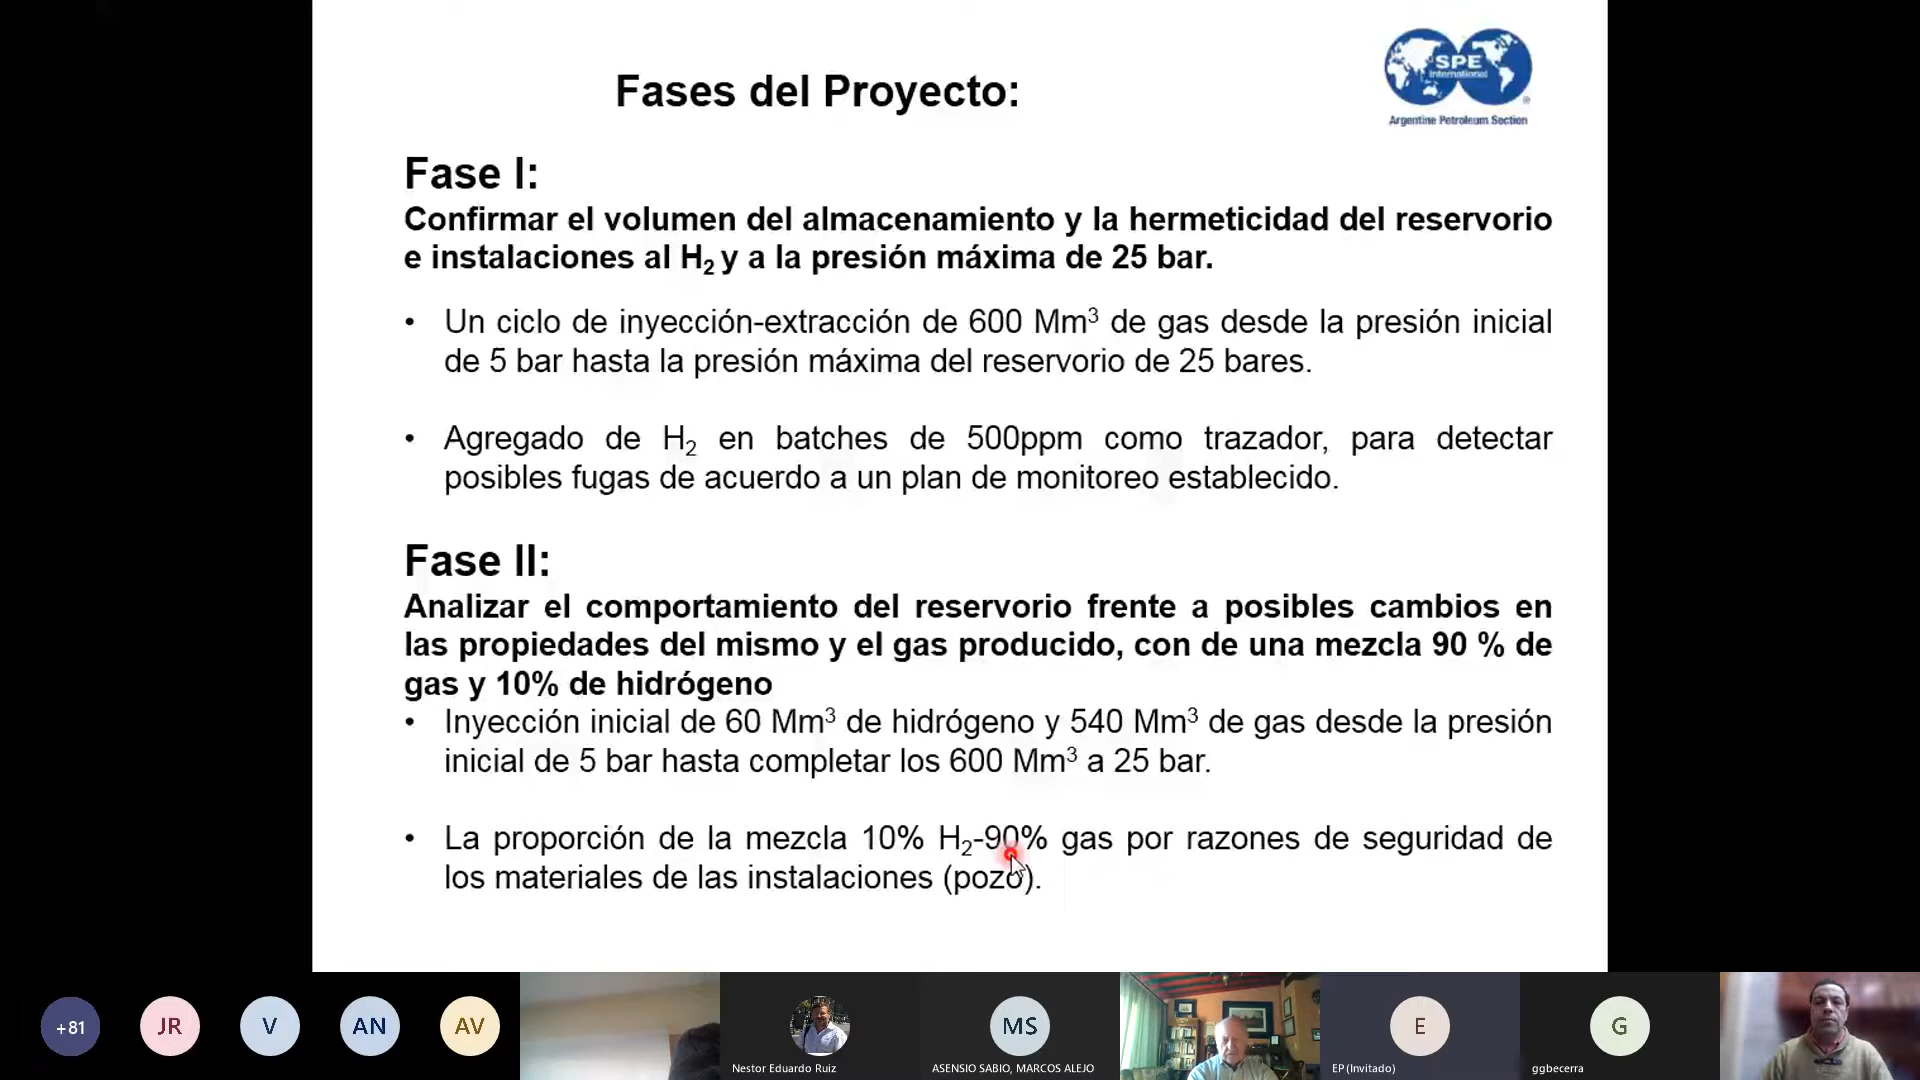 SPE
International
®
Argentine Petroleum Section
Fases del Proyecto:
Fase I:
Confirmar el volumen del almacenamiento y la hermeticidad del reservorio
e instalaciones al H₂ y a la presión máxima de 25 bar.
• Un ciclo de inyección-extracción de 600 Mm³ de gas desde la presión inicial
de 5 bar hasta la presión máxima del reservorio de 25 bares.
• Agregado de H₂ en batches de 500ppm como trazador, para detectar
posibles fugas de acuerdo a un plan de monitoreo establecido.
Fase II:
Analizar el comportamiento del reservorio frente a posibles cambios en
las propiedades del mismo y el gas producido, con de una mezcla 90 % de
gas y 10% de hidrógeno
• Inyección inicial de 60 Mm³ de hidrógeno y 540 Mm³ de gas desde la presión
inicial de 5 bar hasta completar los 600 Mm³ a 25 bar.
• La proporción de la mezcla 10% H₂-90% gas por razones de seguridad de
los materiales de las instalaciones (pozo).
+81
JR
V
AN
AV
Nestor Eduardo Ruiz
MS
ASENSIO SABIO, MARCOS ALEJO
E
EP (Invitado)
G
ggbecerra